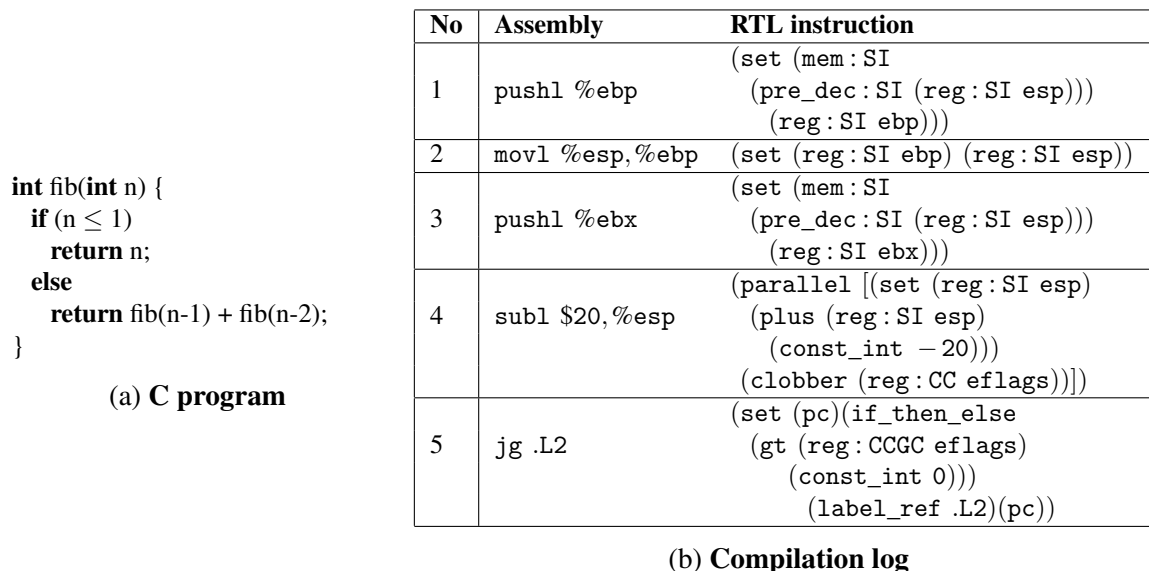 int fib(int n) {
if (n ≤ 1)
return n;
else
return fib(n-1) + fib(n-2);
}
(a) C program
No Assembly RTL instruction
1 pushl %ebp (set (mem:SI
(pre_dec:SI (reg:SI esp)))
(reg:SI ebp)))
2 movl %esp,%ebp (set (reg:SI ebp) (reg:SI esp))
3 pushl %ebx (set (mem:SI
(pre_dec:SI (reg:SI esp)))
(reg:SI ebx)))
4 subl $20,%esp (parallel [(set (reg:SI esp)
(plus (reg:SI esp)
(const_int −20)))
(clobber (reg:CC eflags))])
5 jg .L2 (set (pc)(if_then_else
(gt (reg:CCGC eflags)
(const_int 0)))
(label_ref .L2)(pc))
(b) Compilation log